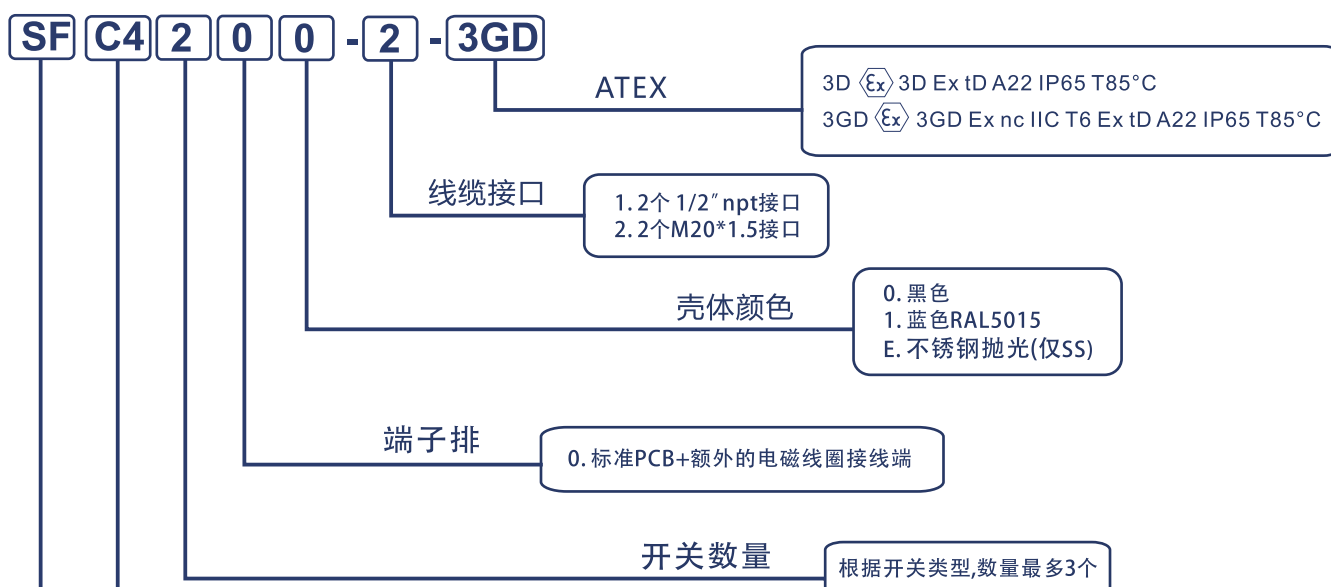 SF C4 2 0 0 - 2 - 3GD
ATEX
3D Ex 3D Ex tD A22 IP65 T85°C
3GD Ex 3GD Ex nc IIC T6 Ex tD A22 IP65 T85°C
线缆接口
1. 2个 1/2″ npt接口
2. 2个M20*1.5接口
壳体颜色
0. 黑色
1. 蓝色RAL5015
E. 不锈钢抛光(仅SS)
端子排
0. 标准PCB+额外的电磁线圈接线端
开关数量
根据开关类型,数量最多3个